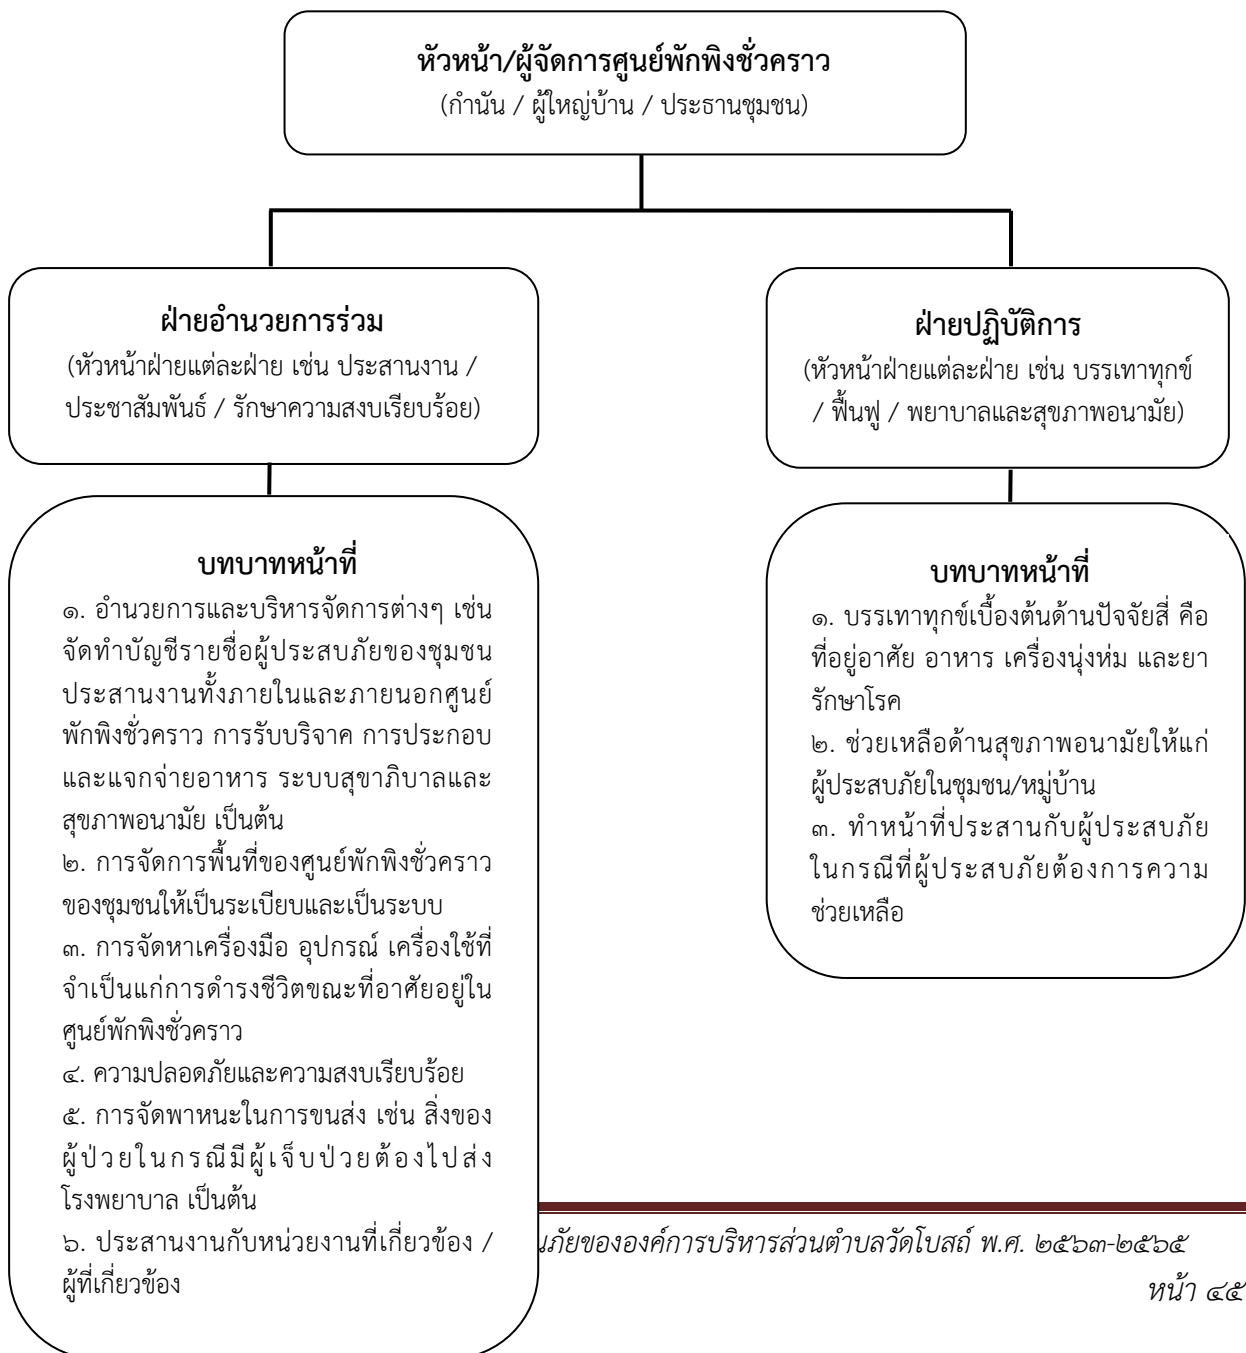 หัวหน้า/ผู้จัดการศูนย์พักพิงชั่วคราว
(กำนัน / ผู้ใหญ่บ้าน / ประธานชุมชน)
ฝ่ายอำนวยการร่วม
(หัวหน้าฝ่ายแต่ละฝ่าย เช่น ประสานงาน /
ประชาสัมพันธ์ / รักษาความสงบเรียบร้อย)
ฝ่ายปฏิบัติการ
(หัวหน้าฝ่ายแต่ละฝ่าย เช่น บรรเทาทุกข์
/ ฟื้นฟู / พยาบาลและสุขภาพอนามัย)
บทบาทหน้าที่
๑. อำนวยการและบริหารจัดการต่างๆ เช่น
จัดทำบัญชีรายชื่อผู้ประสบภัยของชุมชน
ประสานงานทั้งภายในและภายนอกศูนย์
พักพิงชั่วคราว การรับบริจาค การประกอบ
และแจกจ่ายอาหาร ระบบสุขาภิบาลและ
สุขภาพอนามัย เป็นต้น
๒. การจัดการพื้นที่ของศูนย์พักพิงชั่วคราว
ของชุมชนให้เป็นระเบียบและเป็นระบบ
๓. การจัดหาเครื่องมือ อุปกรณ์ เครื่องใช้ที่
จำเป็นแก่การดำรงชีวิตขณะที่อาศัยอยู่ใน
ศูนย์พักพิงชั่วคราว
๔. ความปลอดภัยและความสงบเรียบร้อย
๕. การจัดพาหนะในการขนส่ง เช่น สิ่งของ
ผู้ป่วยในกรณีมีผู้เจ็บป่วยต้องไปส่ง
โรงพยาบาล เป็นต้น
๖. ประสานงานกับหน่วยงานที่เกี่ยวข้อง /
ผู้ที่เกี่ยวข้อง
บทบาทหน้าที่
๑. บรรเทาทุกข์เบื้องต้นด้านปัจจัยสี่ คือ
ที่อยู่อาศัย อาหาร เครื่องนุ่งห่ม และยา
รักษาโรค
๒. ช่วยเหลือด้านสุขภาพอนามัยให้แก่
ผู้ประสบภัยในชุมชน/หมู่บ้าน
๓. ทำหน้าที่ประสานกับผู้ประสบภัย
ในกรณีที่ผู้ประสบภัยต้องการความ
ช่วยเหลือ
ภัยขององค์การบริหารส่วนตำบลวัดโบสถ์ พ.ศ. ๒๕๖๓-๒๕๖๕
หน้า ๔๕